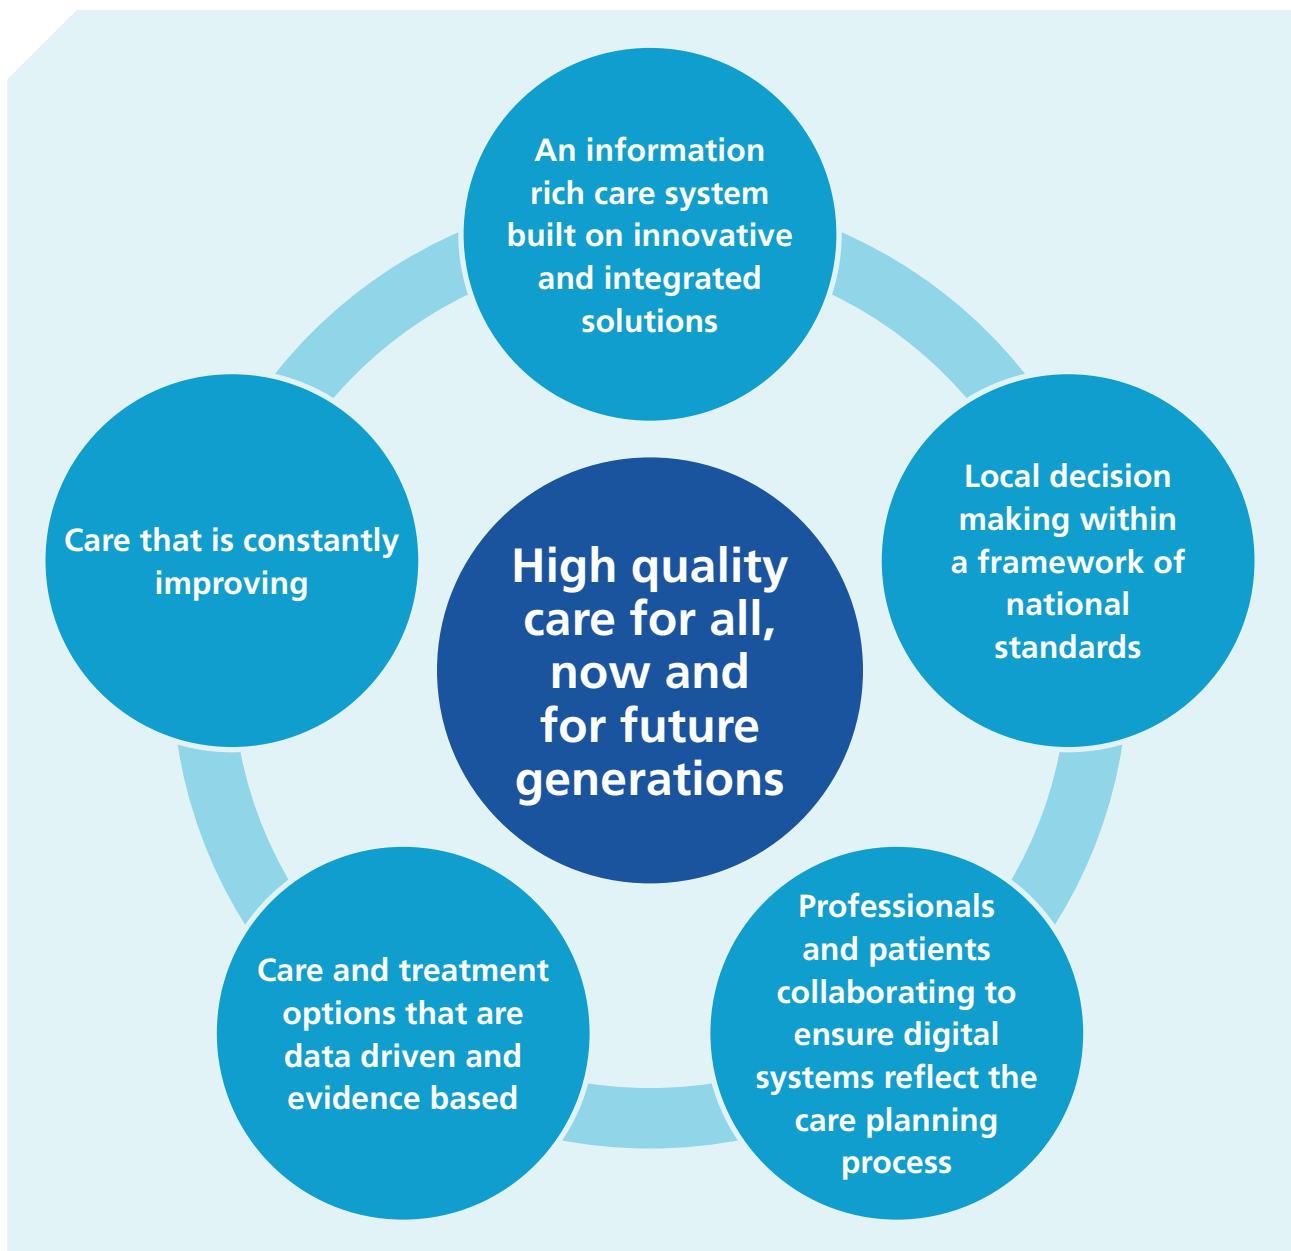 An information
rich care system
built on innovative
and integrated
solutions
Local decision
making within
a framework of
national
standards
Care that is constantly
improving
High quality
care for all,
now and
for future
generations
Professionals
and patients
collaborating to
ensure digital
systems reflect the
care planning
process
Care and treatment
options that are
data driven and
evidence based